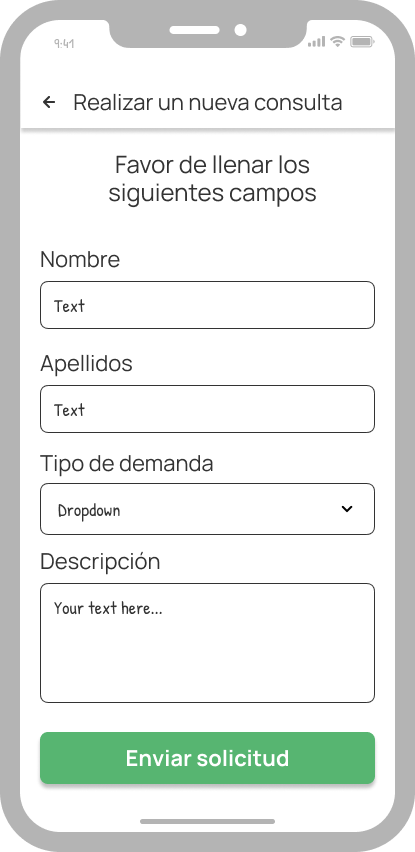 9:41
Realizar un nueva consulta
Favor de llenar los
siguientes campos
Nombre
Text
Apellidos
Text
Tipo de demanda
Dropdown
Descripción
Your text here...
Enviar solicitud